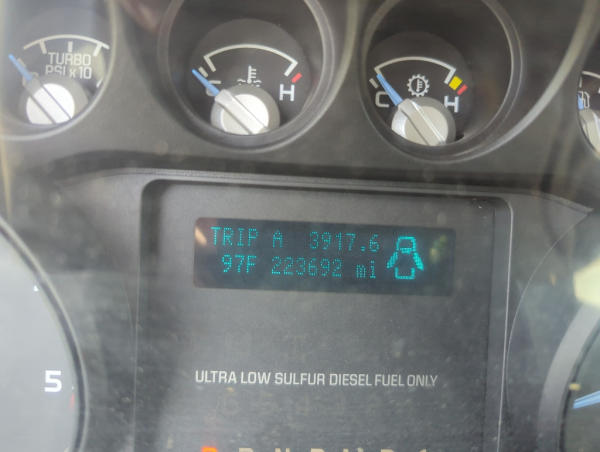 TURBO
PSI x 10
C H
C H
TRIP A 3917.6
97F 223692 mi
ULTRA LOW SULFUR DIESEL FUEL ONLY
5